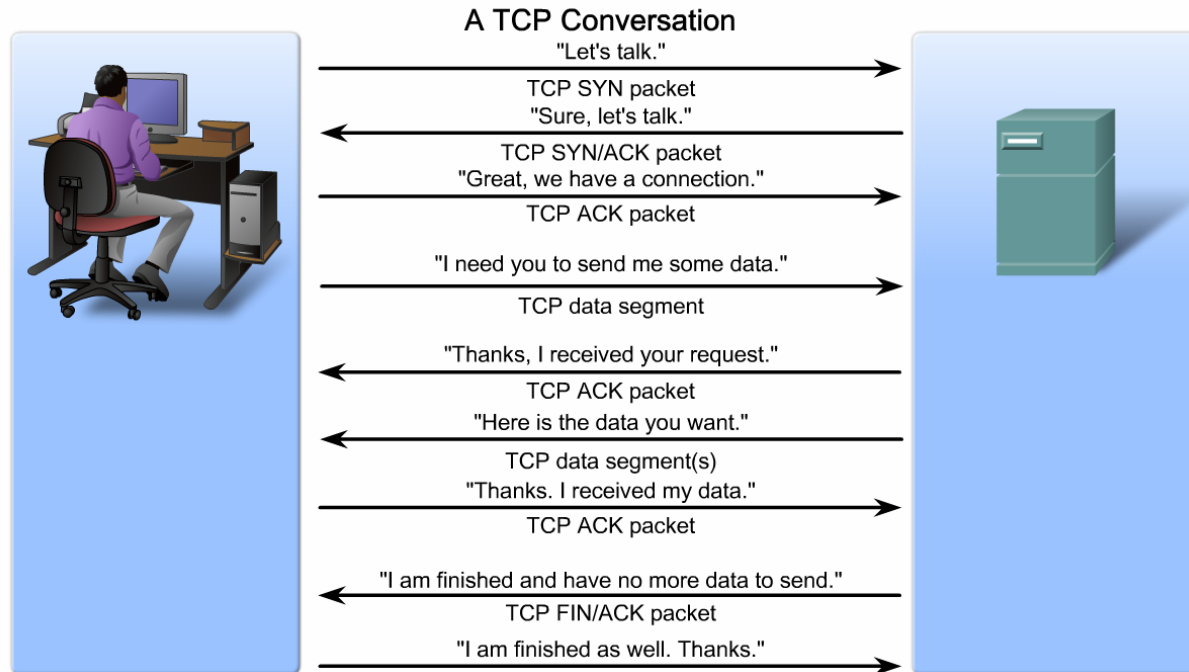 A TCP Conversation
"Let's talk."
TCP SYN packet
"Sure, let's talk."
TCP SYN/ACK packet
"Great, we have a connection."
TCP ACK packet
"I need you to send me some data."
TCP data segment
"Thanks, I received your request."
TCP ACK packet
"Here is the data you want."
TCP data segment(s)
"Thanks. I received my data."
TCP ACK packet
"I am finished and have no more data to send."
TCP FIN/ACK packet
"I am finished as well. Thanks."